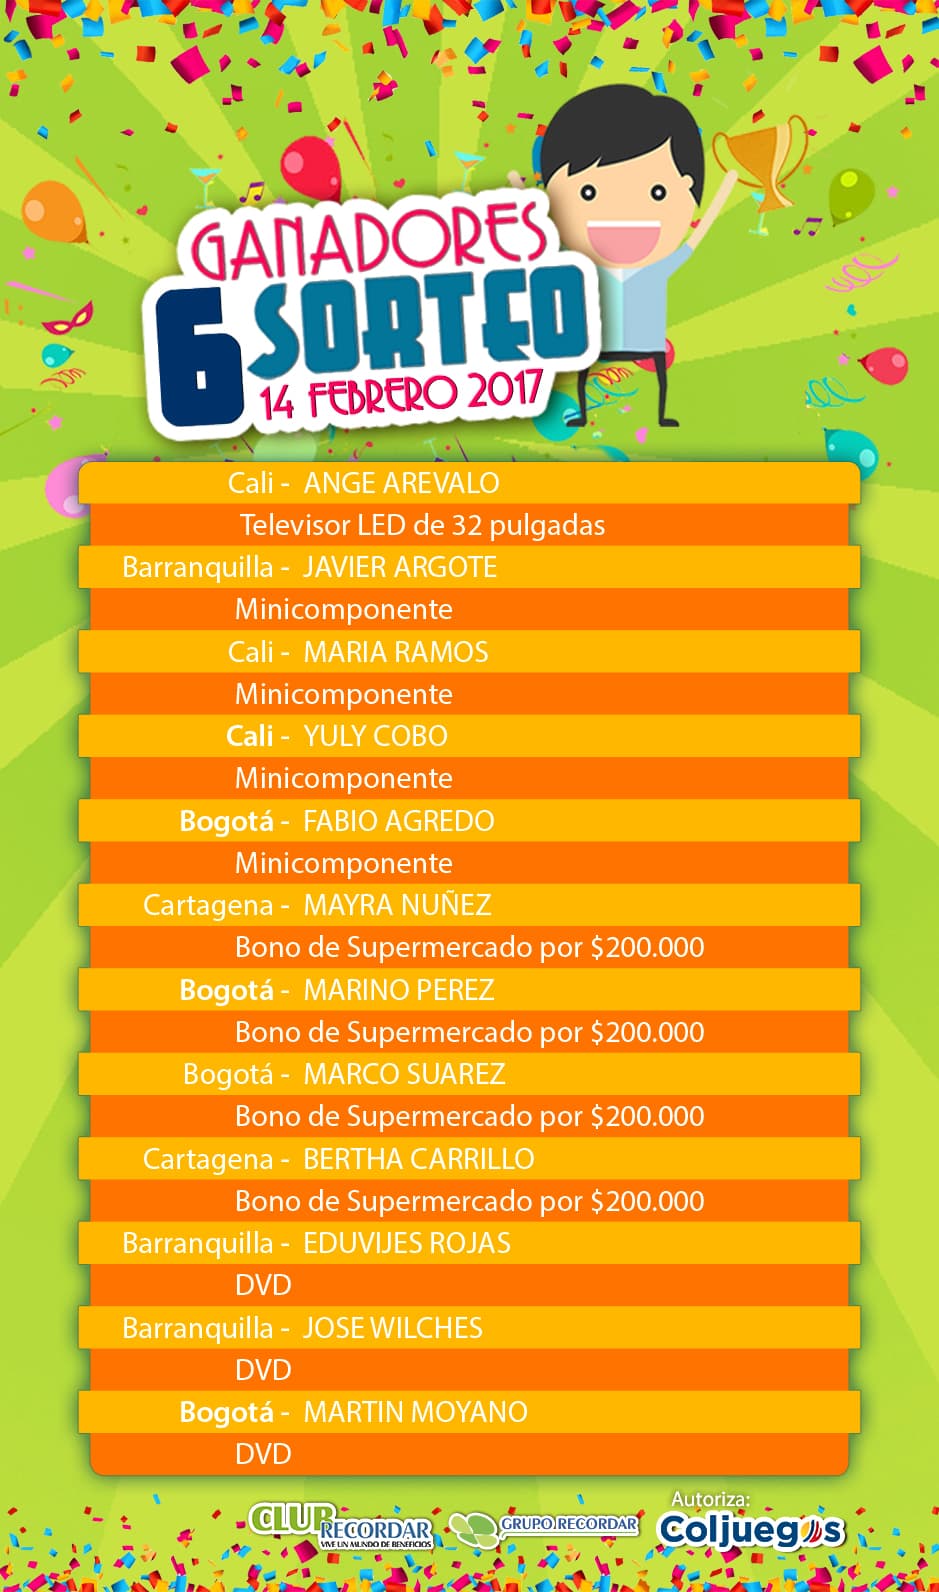 GANADORES
6 SORTEO
14 FEBRERO 2017
Cali - ANGE AREVALO
Televisor LED de 32 pulgadas
Barranquilla - JAVIER ARGOTE
Minicomponente
Cali - MARIA RAMOS
Minicomponente
Cali - YULY COBO
Minicomponente
Bogotá - FABIO AGREDO
Minicomponente
Cartagena - MAYRA NUÑEZ
Bono de Supermercado por $200.000
Bogotá - MARINO PEREZ
Bono de Supermercado por $200.000
Bogotá - MARCO SUAREZ
Bono de Supermercado por $200.000
Cartagena - BERTHA CARRILLO
Bono de Supermercado por $200.000
Barranquilla - EDUVIJES ROJAS
DVD
Barranquilla - JOSE WILCHES
DVD
Bogotá - MARTIN MOYANO
DVD
CLUB
RECORDAR
VIVE UN MUNDO DE BENEFICIOS
GRUPO RECORDAR
Autoriza:
Coljuegos